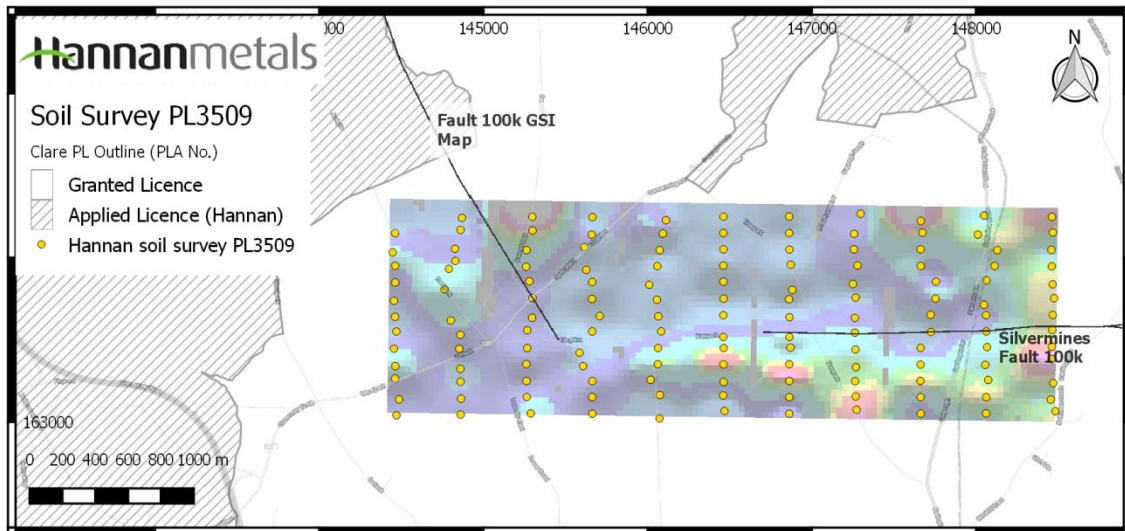 Hannanmetals
Soil Survey PL3509
Clare PL Outline (PLA No.)
Granted Licence
Applied Licence (Hannan)
Hannan soil survey PL3509
145000
146000
147000
148000
N
Fault 100k GSI
Map
Silvermines
Fault 100k
163000
0 200 400 600 800 1000 m